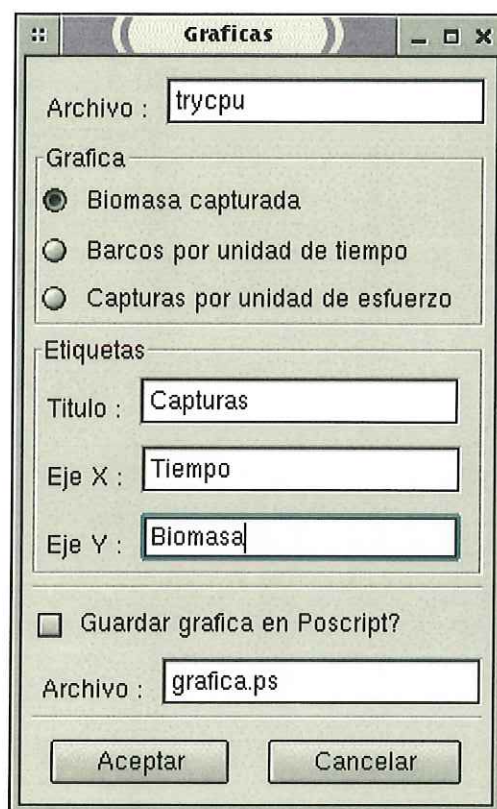 Graficas
Archivo : trycpu
Grafica
Biomasa capturada
Barcos por unidad de tiempo
Capturas por unidad de esfuerzo
Etiquetas
Titulo : Capturas
Eje X : Tiempo
Eje Y : Biomasa
Guardar grafica en Poscript?
Archivo : grafica.ps
Aceptar Cancelar